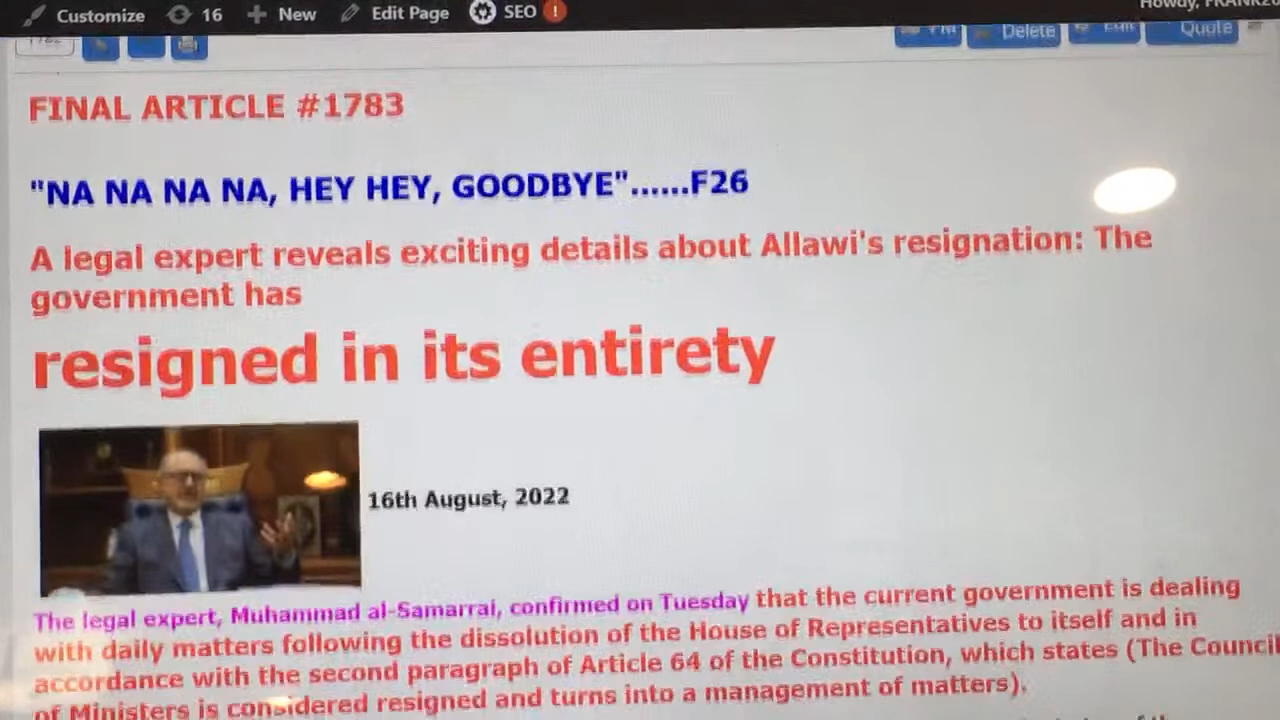 Customize 16 New Edit Page SEO ! Howdy,
Delete Edit Quote
FINAL ARTICLE #1783
"NA NA NA NA, HEY HEY, GOODBYE"......F26
A legal expert reveals exciting details about Allawi's resignation: The
government has
resigned in its entirety
16th August, 2022
The legal expert, Muhammad al-Samarrai, confirmed on Tuesday that the current government is dealing
with daily matters following the dissolution of the House of Representatives to itself and in
accordance with the second paragraph of Article 64 of the Constitution, which states (The Council
of Ministers is considered resigned and turns into a management of matters).